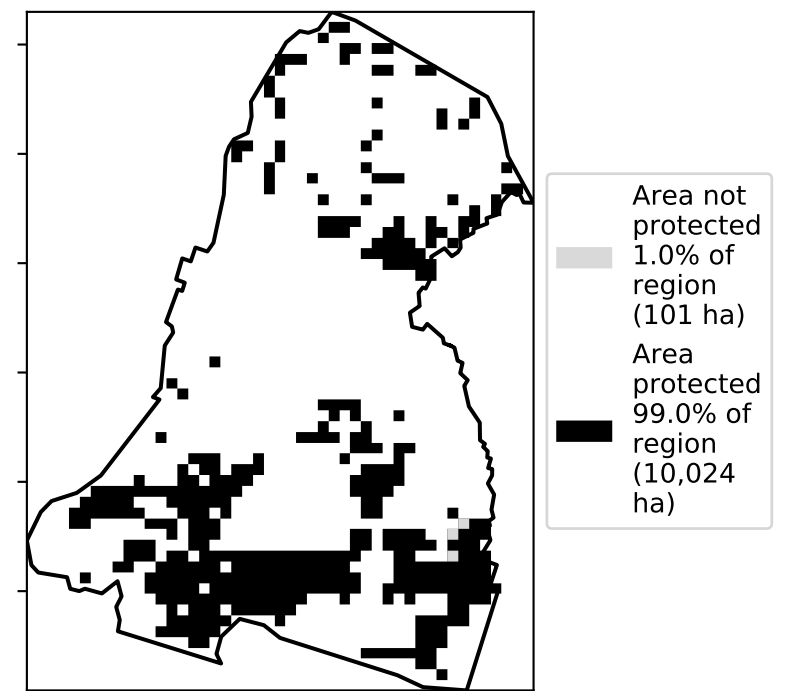 Area not
protected
1.0% of
region
(101 ha)
Area
protected
99.0% of
region
(10,024
ha)